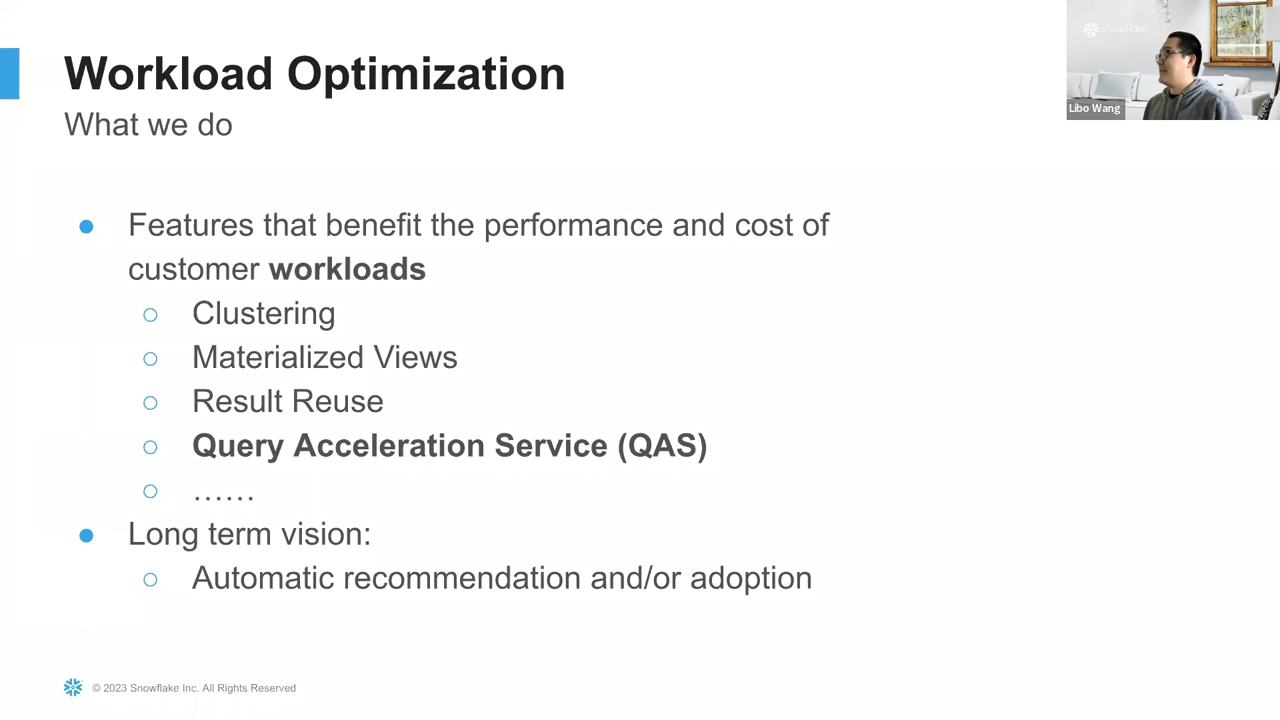 Workload Optimization
What we do
snowflake
Libo Wang
● Features that benefit the performance and cost of
customer workloads
○ Clustering
○ Materialized Views
○ Result Reuse
○ Query Acceleration Service (QAS)
○ ……
● Long term vision:
○ Automatic recommendation and/or adoption
© 2023 Snowflake Inc. All Rights Reserved